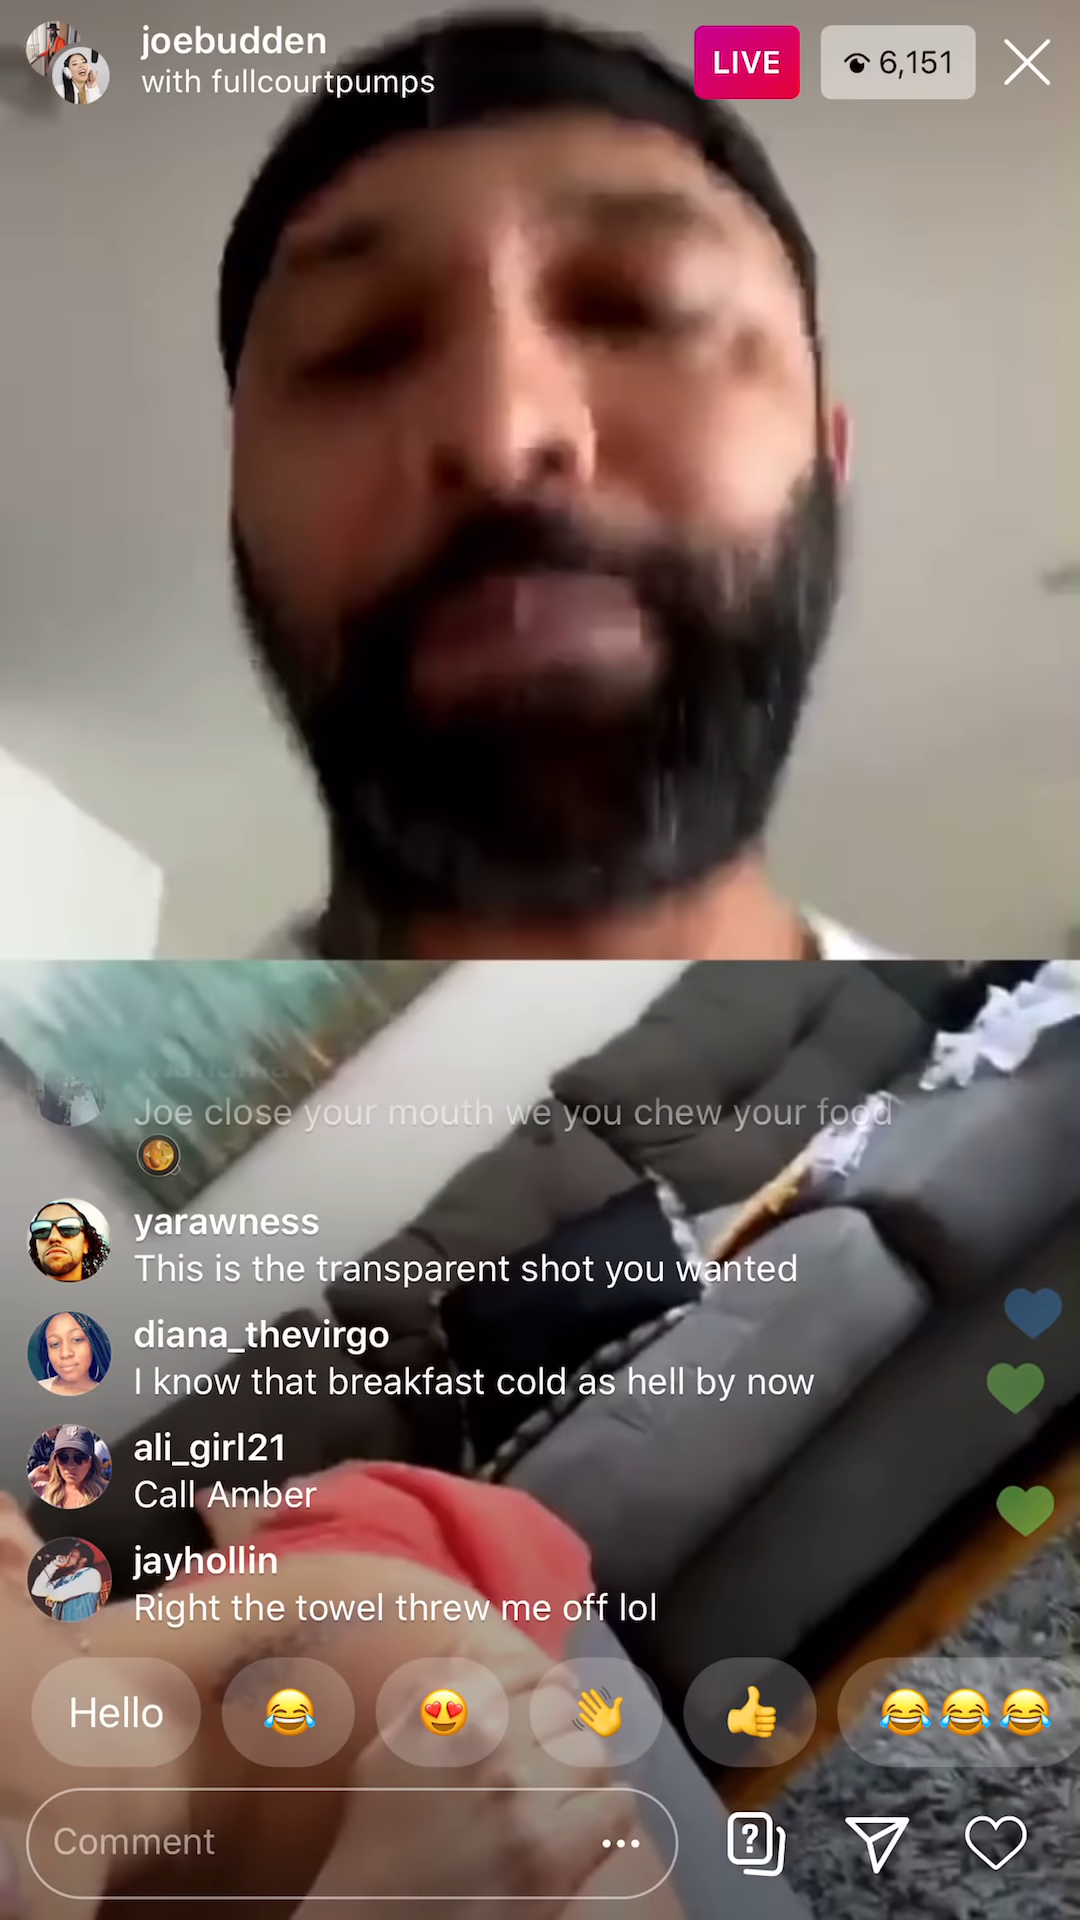 joebudden
with fullcourtpumps
LIVE
6,151
Joe close your mouth we you chew your food
yarawness
This is the transparent shot you wanted
diana_thevirgo
I know that breakfast cold as hell by now
ali_girl21
Call Amber
jayhollin
Right the towel threw me off lol
Hello
Comment